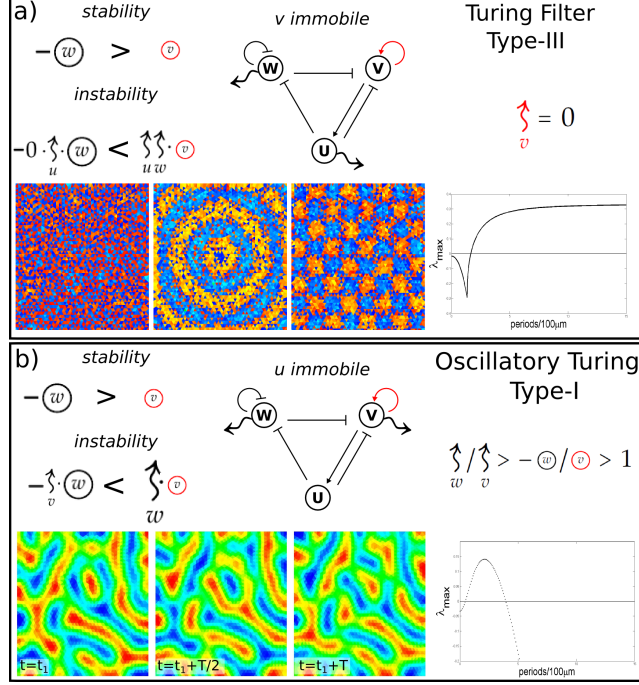 a)
stability
v immobile
Turing Filter
Type-III
− w > v
W
V
U
instability
v = 0
−0 · u · w < u w · v
λmax
periods/100μm
b)
stability
u immobile
Oscillatory Turing
Type-I
− w > v
W
V
U
instability
w / v > − w / v > 1
− v · w < w · v
t=t1
t=t1+T/2
t=t1+T
λmax
periods/100μm